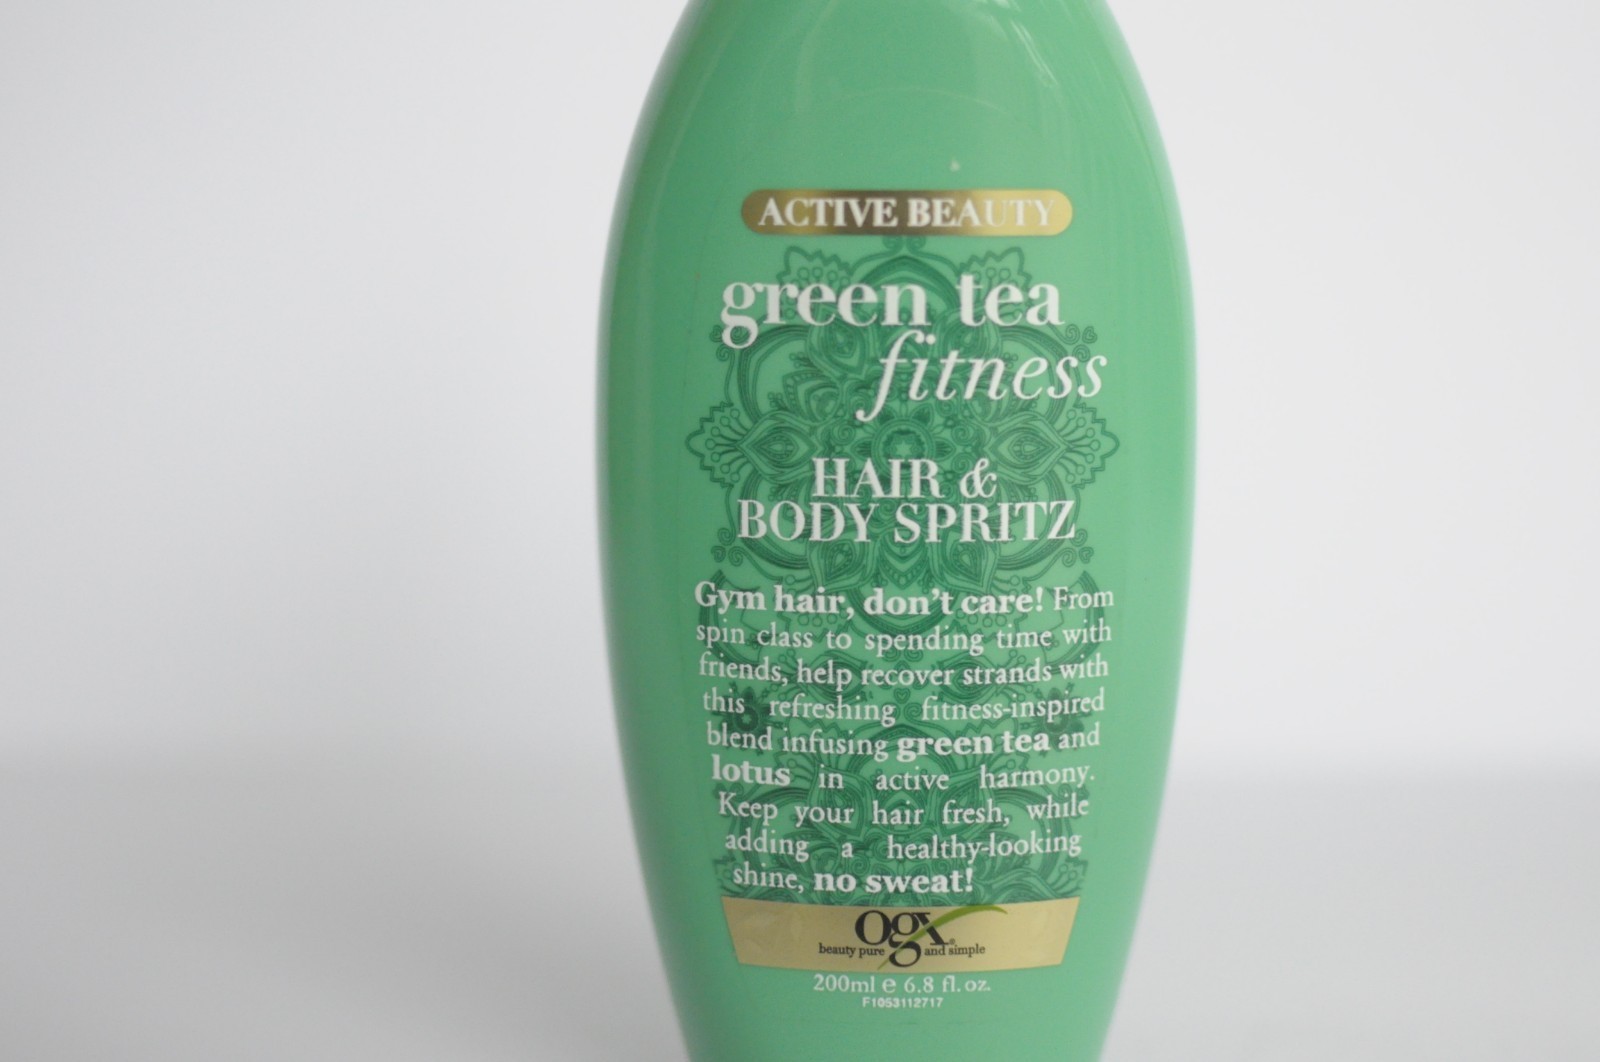 ACTIVE BEAUTY
green tea
fitness
HAIR &
BODY SPRITZ
Gym hair, don't care! From
spin class to spending time with
friends, help recover strands with
this refreshing fitness-inspired
blend infusing green tea and
lotus in active harmony.
Keep your hair fresh, while
adding a healthy-looking
shine, no sweat!
ogx®
beauty pure and simple
200ml e 6.8 fl. oz.
F1053112717